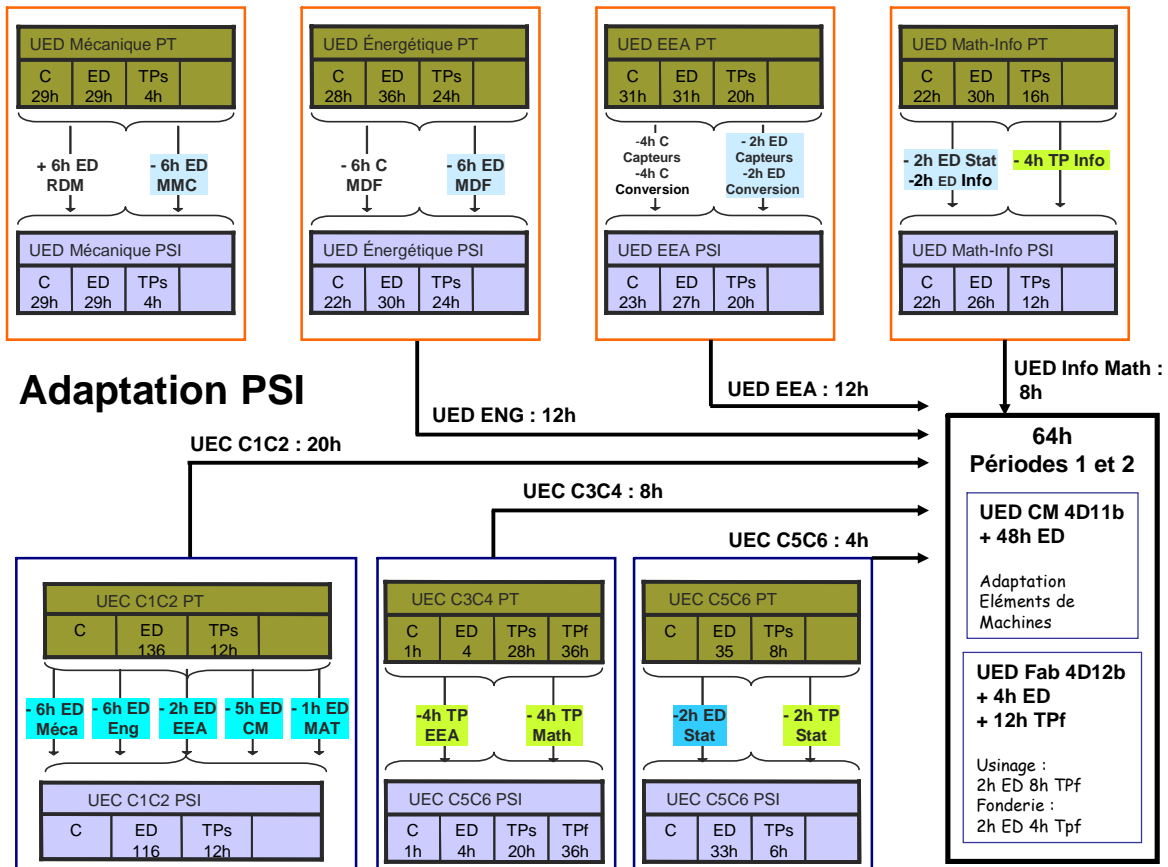 UED Mécanique PT
C ED TPs
29h 29h 4h
+ 6h ED
RDM
- 6h ED
MMC
UED Mécanique PSI
C ED TPs
29h 29h 4h
UED Énergétique PT
C ED TPs
28h 36h 24h
- 6h C
MDF
- 6h ED
MDF
UED Énergétique PSI
C ED TPs
22h 30h 24h
UED EEA PT
C ED TPs
31h 31h 20h
-4h C
Capteurs
-4h C
Conversion
- 2h ED
Capteurs
-2h ED
Conversion
UED EEA PSI
C ED TPs
23h 27h 20h
UED Math-Info PT
C ED TPs
22h 30h 16h
- 2h ED Stat
-2h ED Info
- 4h TP Info
UED Math-Info PSI
C ED TPs
22h 26h 12h
Adaptation PSI
UED Info Math :
8h
UED EEA : 12h
UED ENG : 12h
UEC C1C2 : 20h
UEC C3C4 : 8h
UEC C5C6 : 4h
64h
Périodes 1 et 2
UED CM 4D11b
+ 48h ED
Adaptation
Eléments de
Machines
UED Fab 4D12b
+ 4h ED
+ 12h TPf
Usinage :
2h ED 8h TPf
Fonderie :
2h ED 4h Tpf
UEC C1C2 PT
C ED TPs
136 12h
- 6h ED
Méca
- 6h ED
Eng
- 2h ED
EEA
- 5h ED
CM
- 1h ED
MAT
UEC C1C2 PSI
C ED TPs
116 12h
UEC C3C4 PT
C ED TPs TPf
1h 4 28h 36h
-4h TP
EEA
- 4h TP
Math
UEC C5C6 PSI
C ED TPs TPf
1h 4h 20h 36h
UEC C5C6 PT
C ED TPs
35 8h
-2h ED
Stat
- 2h TP
Stat
UEC C5C6 PSI
C ED TPs
33h 6h